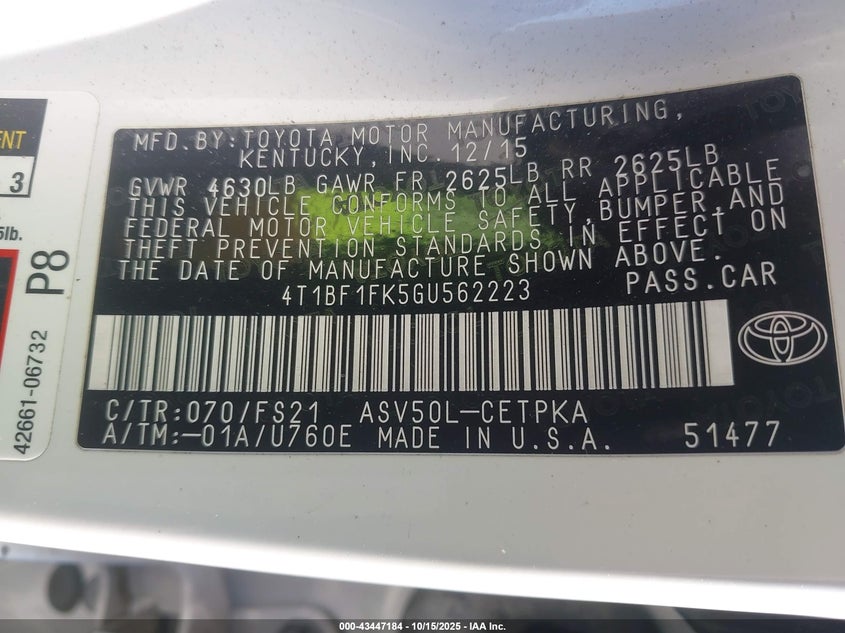 ENT
3
5lb.
P8
42661-06732
MFD. BY: TOYOTA MOTOR MANUFACTURING,
KENTUCKY, INC. 12/15
GVWR 4630LB GAWR FR 2625LB RR 2625LB
THIS VEHICLE CONFORMS TO ALL APPLICABLE
FEDERAL MOTOR VEHICLE SAFETY, BUMPER, AND
THEFT PREVENTION STANDARDS IN EFFECT ON
THE DATE OF MANUFACTURE SHOWN ABOVE.
4T1BF1FK5GU562223 PASS.CAR
C/TR:070/FS21 ASV50L-CETPKA
A/TM:-01A/U760E MADE IN U.S.A. 51477
000-43447184 - 10/15/2025 - IAA Inc.